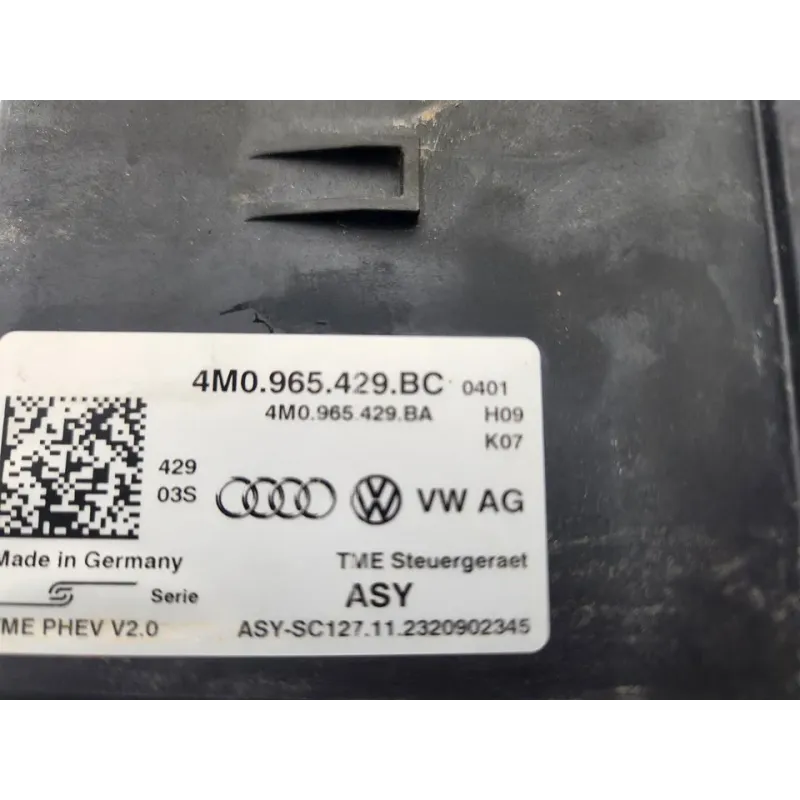 4M0.965.429.BC 0401
4M0.965.429.BA H09
K07
429
03S VW AG
Made in Germany TME Steuergeraet
Serie ASY
TME PHEV V2.0 ASY-SC127.11.2320902345